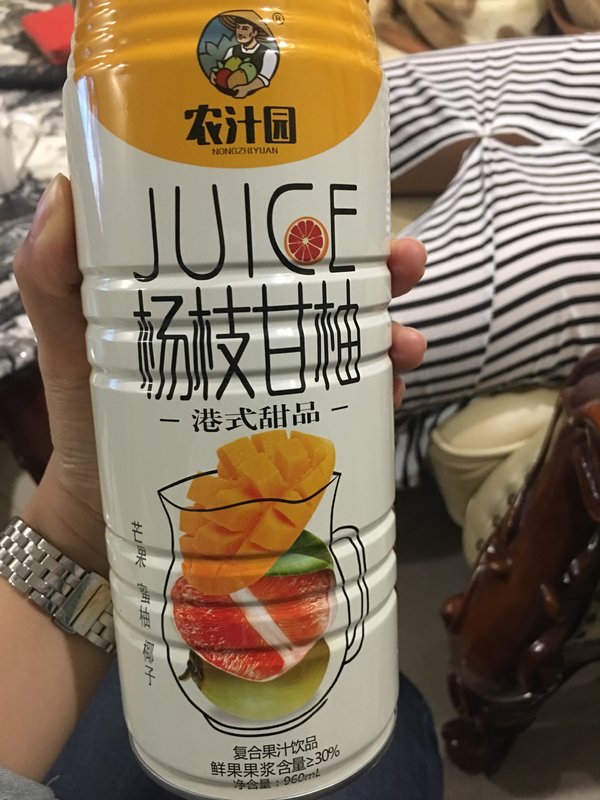 ®
农汁园
NONGZHIYUAN
JUICE
杨枝甘柚
- 港式甜品 -
芒果 蜜柚 椰子
复合果汁饮品
鲜果果浆含量≥30%
净含量:960mL